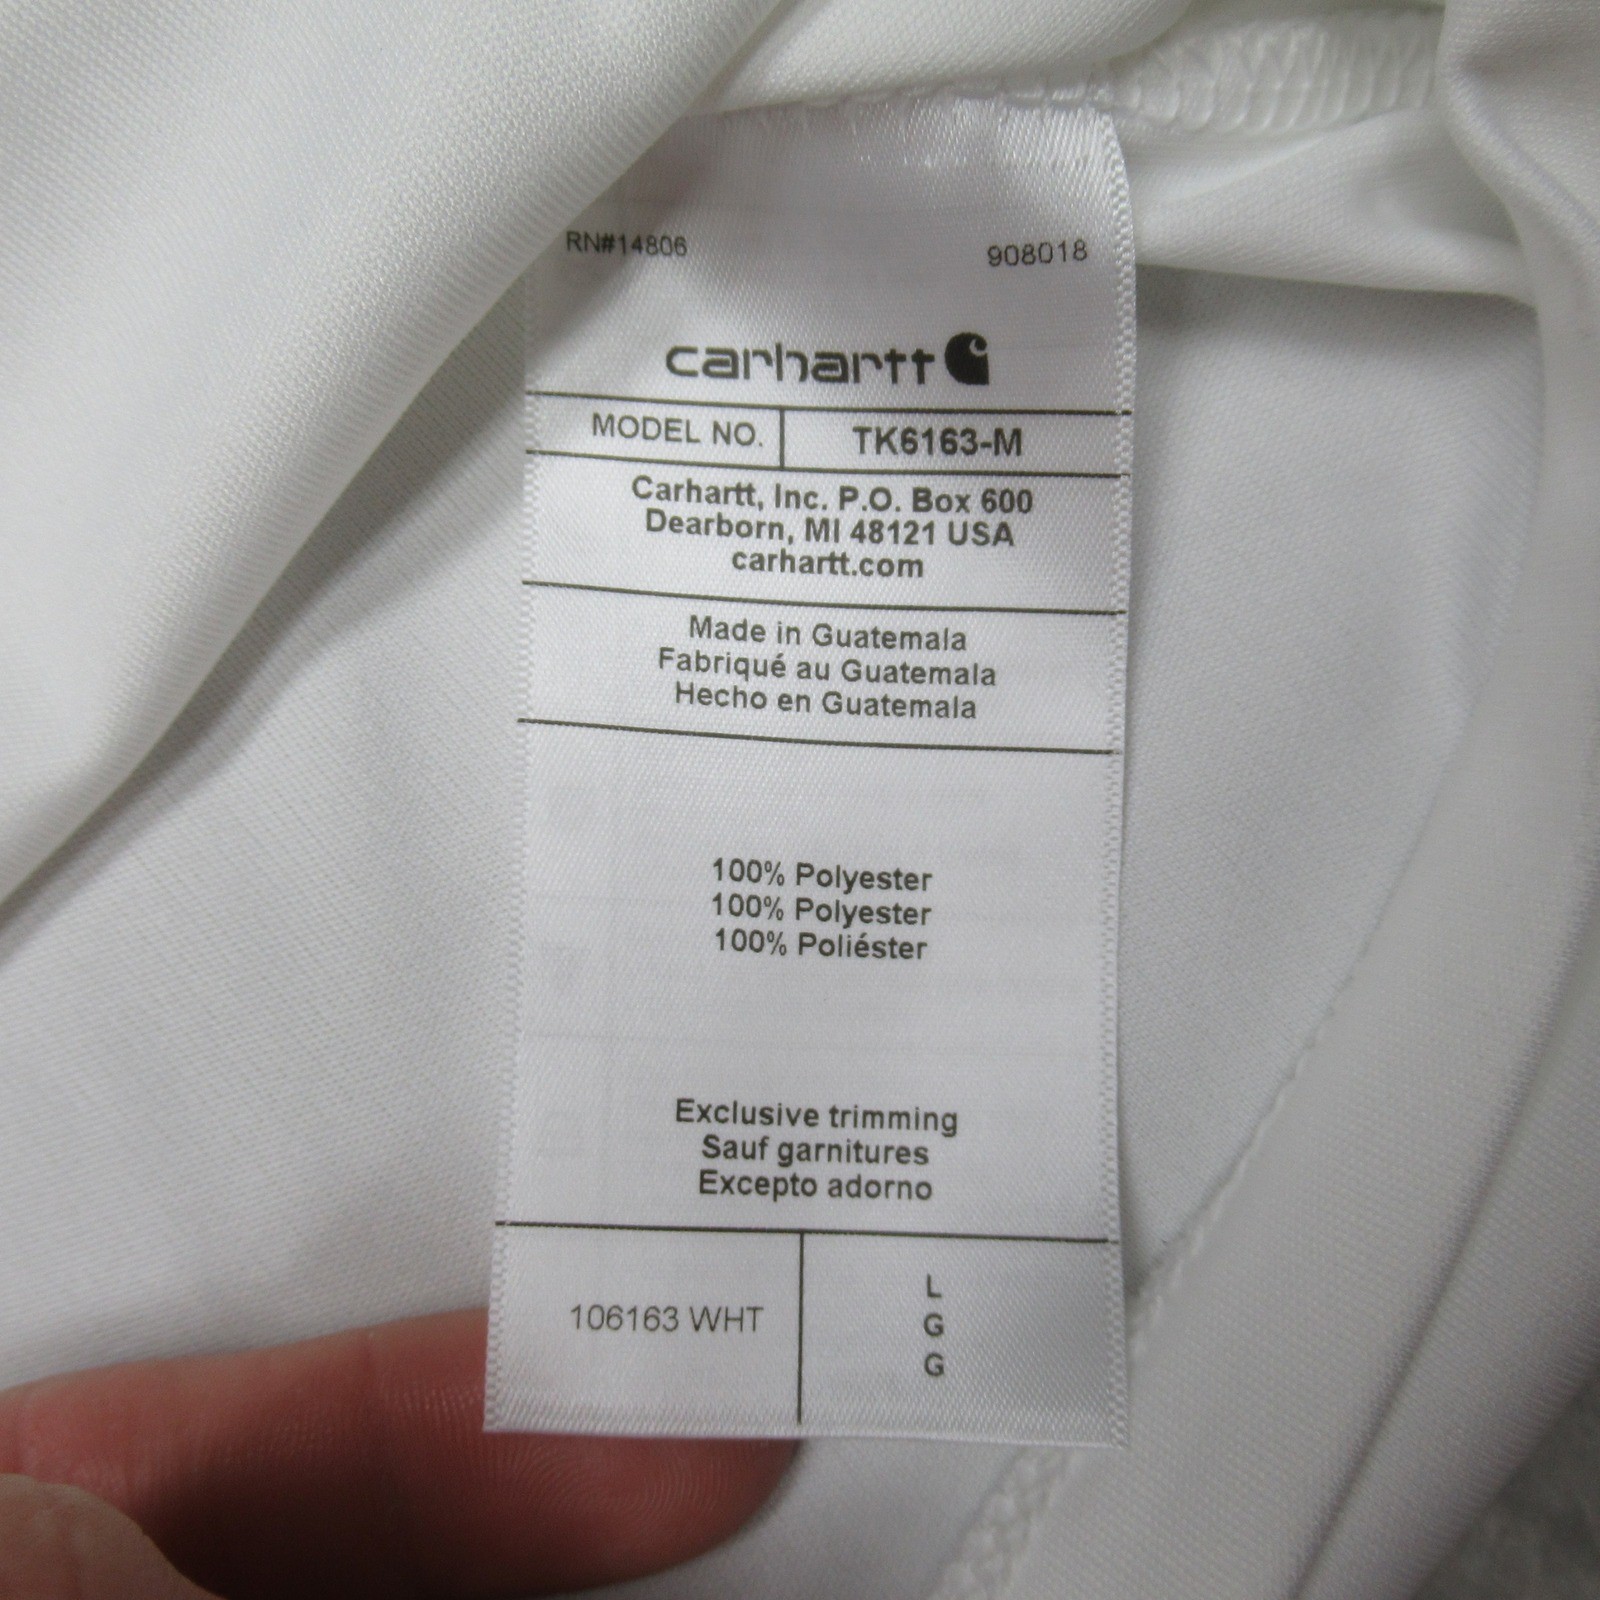 RN#14806 908018
carhartt
MODEL NO. TK6163-M
Carhartt, Inc. P.O. Box 600
Dearborn, MI 48121 USA
carhartt.com
Made in Guatemala
Fabriqué au Guatemala
Hecho en Guatemala
100% Polyester
100% Polyester
100% Poliéster
Exclusive trimming
Sauf garnitures
Excepto adorno
106163 WHT
L
G
G